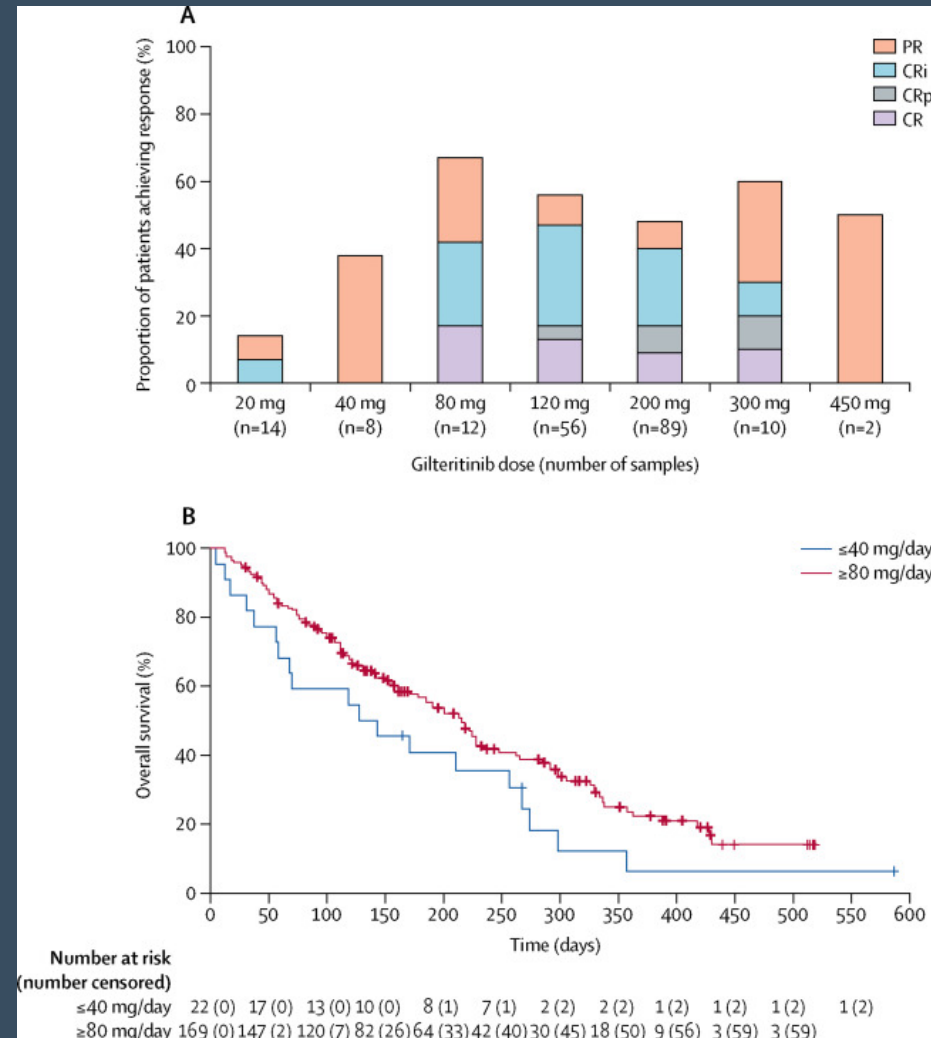 A
Proportion of patients achieving response (%)
100
80
60
40
20
0
PR
CRi
CRp
CR
20 mg 40 mg 80 mg 120 mg 200 mg 300 mg 450 mg
(n=14) (n=8) (n=12) (n=56) (n=89) (n=10) (n=2)
Gilteritinib dose (number of samples)
B
Overall survival (%)
100
80
60
40
20
0
≤40 mg/day
≥80 mg/day
0 50 100 150 200 250 300 350 400 450 500 550 600
Time (days)
Number at risk
(number censored)
≤40 mg/day 22 (0) 17 (0) 13 (0) 10 (0) 8 (1) 7 (1) 2 (2) 2 (2) 1 (2) 1 (2) 1 (2) 1 (2)
≥80 mg/day 169 (0) 147 (2) 120 (7) 82 (26) 64 (33) 42 (40) 30 (45) 18 (50) 9 (56) 3 (59) 3 (59)